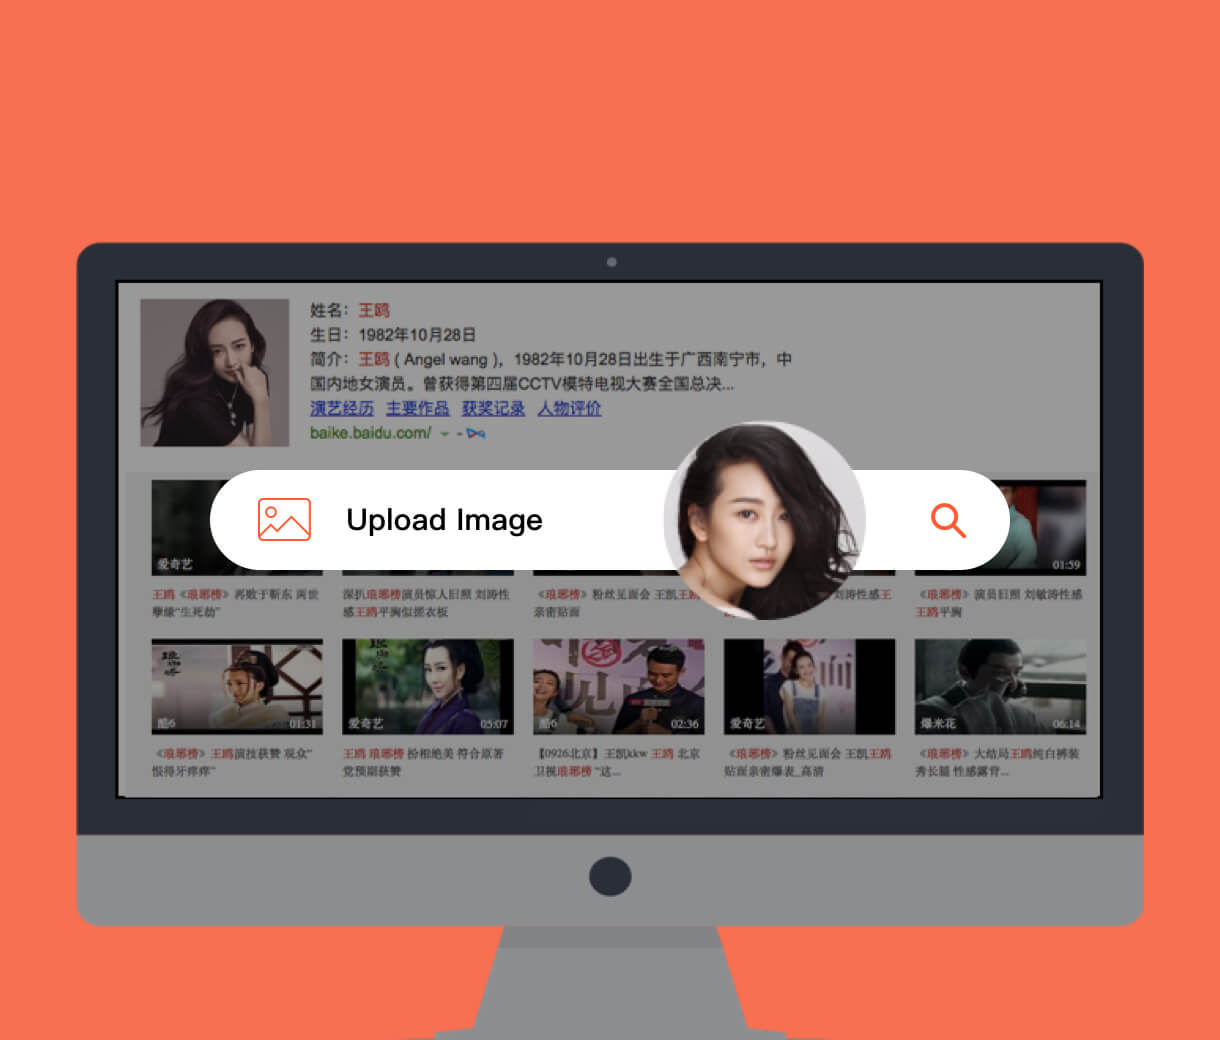 姓名：王鸥
生日：1982年10月28日
简介：王鸥 ( Angel wang )，1982年10月28日出生于广西南宁市，中
国内地女演员。曾获得第四届CCTV模特电视大赛全国总决...
演艺经历 主要作品 获奖记录 人物评价
baike.baidu.com/ -
Upload Image
爱奇艺
01:59
王鸥《琅琊榜》再败于靳东 两世
孽缘“生死劫”
深扒琅琊榜演员惊人旧照 刘涛性
感王鸥平胸似搓衣板
《琅琊榜》粉丝见面会 王凯王
亲密贴面
刘涛性感王
《琅琊榜》演员旧照 刘敏涛性感
王鸥平胸
酷6 01:31
爱奇艺 05:07
酷6 02:36
爱奇艺
爆米花 06:14
《琅琊榜》王鸥演技获赞 观众“
恨得牙痒痒”
王鸥 琅琊榜 扮相绝美 符合原著
党预期获赞
【0926北京】王凯kkw 王鸥 北京
卫视琅琊榜 “这...
《琅琊榜》粉丝见面会 王凯王鸥
贴面亲密爆表_高清
《琅琊榜》大结局王鸥纯白裤装
秀长腿 性感露背...